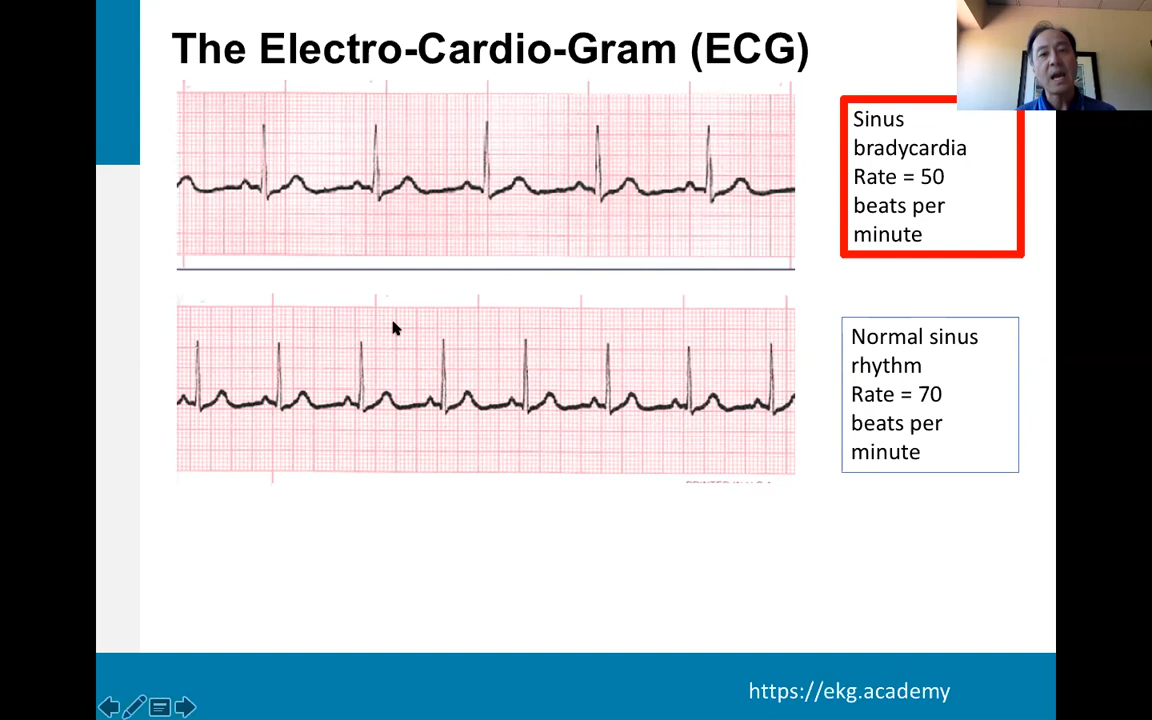 The Electro-Cardio-Gram (ECG)
Sinus
bradycardia
Rate = 50
beats per
minute
Normal sinus
rhythm
Rate = 70
beats per
minute
https://ekg.academy